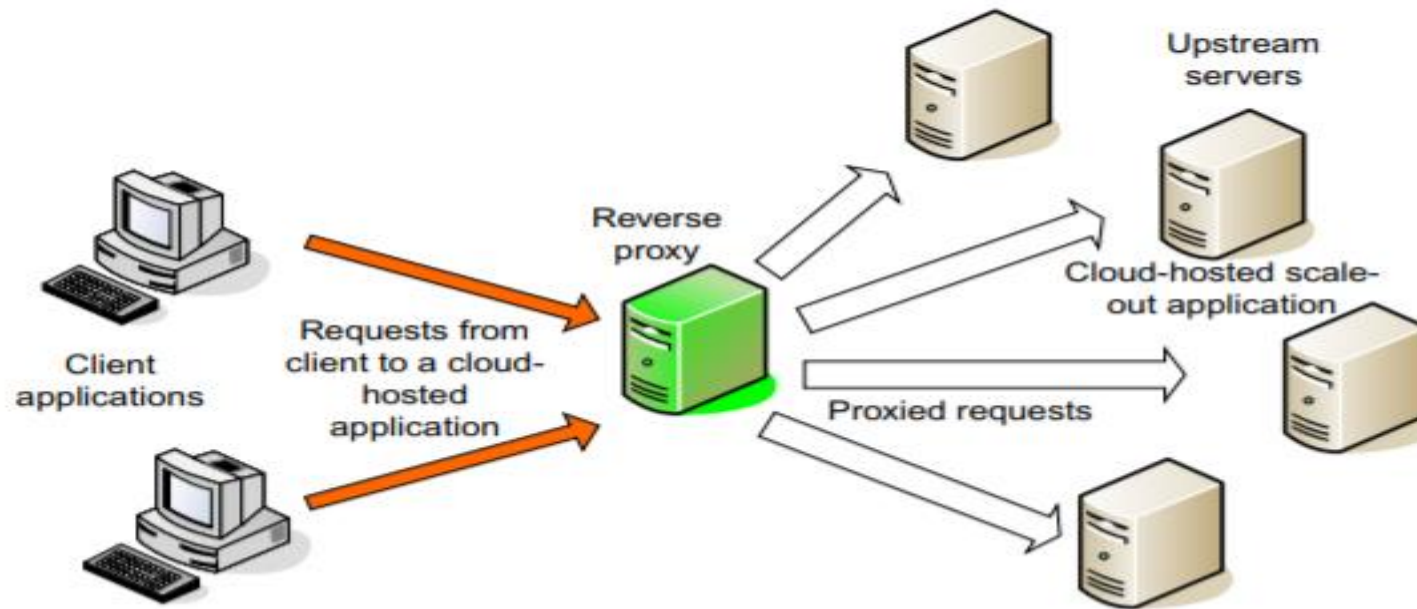 Upstream
servers
Reverse
proxy
Cloud-hosted scale-
out application
Requests from
client to a cloud-
hosted
application
Client
applications
Proxied requests